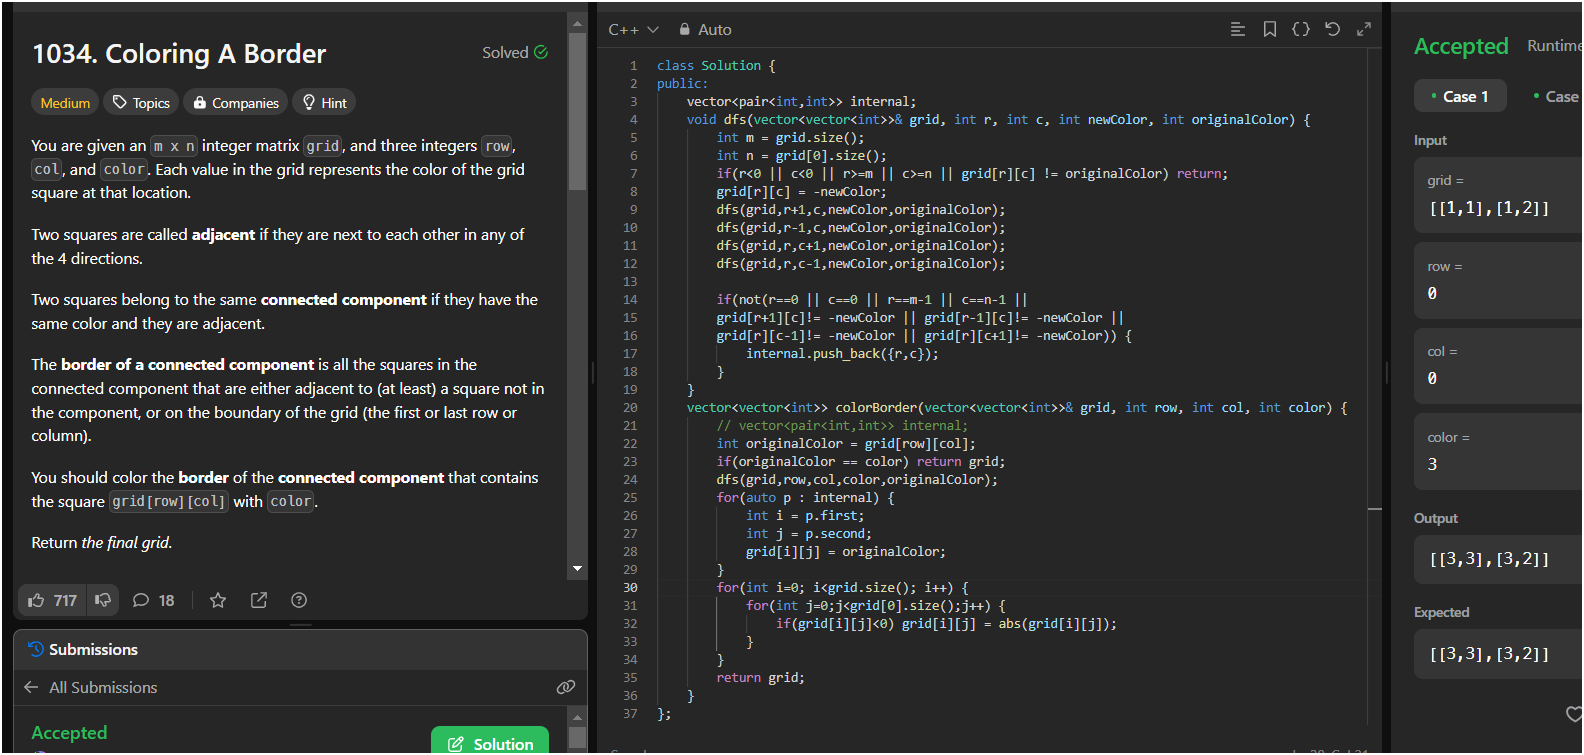 1034. Coloring A Border
Solved
Medium
Topics
Companies
Hint
You are given an m x n integer matrix grid, and three integers row,
col, and color. Each value in the grid represents the color of the grid
square at that location.
Two squares are called adjacent if they are next to each other in any of
the 4 directions.
Two squares belong to the same connected component if they have the
same color and they are adjacent.
The border of a connected component is all the squares in the
connected component that are either adjacent to (at least) a square not in
the component, or on the boundary of the grid (the first or last row or
column).
You should color the border of the connected component that contains
the square grid[row][col] with color.
Return the final grid.
717
18
Submissions
All Submissions
Accepted
Solution
C++
Auto
1 class Solution {
2 public:
3 vector<pair<int,int>> internal;
4 void dfs(vector<vector<int>>& grid, int r, int c, int newColor, int originalColor) {
5 int m = grid.size();
6 int n = grid[0].size();
7 if(r<0 || c<0 || r>=m || c>=n || grid[r][c] != originalColor) return;
8 grid[r][c] = -newColor;
9 dfs(grid,r+1,c,newColor,originalColor);
10 dfs(grid,r-1,c,newColor,originalColor);
11 dfs(grid,r,c+1,newColor,originalColor);
12 dfs(grid,r,c-1,newColor,originalColor);
13
14 if(not(r==0 || c==0 || r==m-1 || c==n-1 ||
15 grid[r+1][c]!= -newColor || grid[r-1][c]!= -newColor ||
16 grid[r][c-1]!= -newColor || grid[r][c+1]!= -newColor)) {
17 internal.push_back({r,c});
18 }
19 }
20 vector<vector<int>> colorBorder(vector<vector<int>>& grid, int row, int col, int color) {
21 // vector<pair<int,int>> internal;
22 int originalColor = grid[row][col];
23 if(originalColor == color) return grid;
24 dfs(grid,row,col,color,originalColor);
25 for(auto p : internal) {
26 int i = p.first;
27 int j = p.second;
28 grid[i][j] = originalColor;
29 }
30 for(int i=0; i<grid.size(); i++) {
31 for(int j=0;j<grid[0].size();j++) {
32 if(grid[i][j]<0) grid[i][j] = abs(grid[i][j]);
33 }
34 }
35 return grid;
36 }
37 };
Accepted
Runtime
Case 1
Case
Input
grid =
[[1,1],[1,2]]
row =
0
col =
0
color =
3
Output
[[3,3],[3,2]]
Expected
[[3,3],[3,2]]